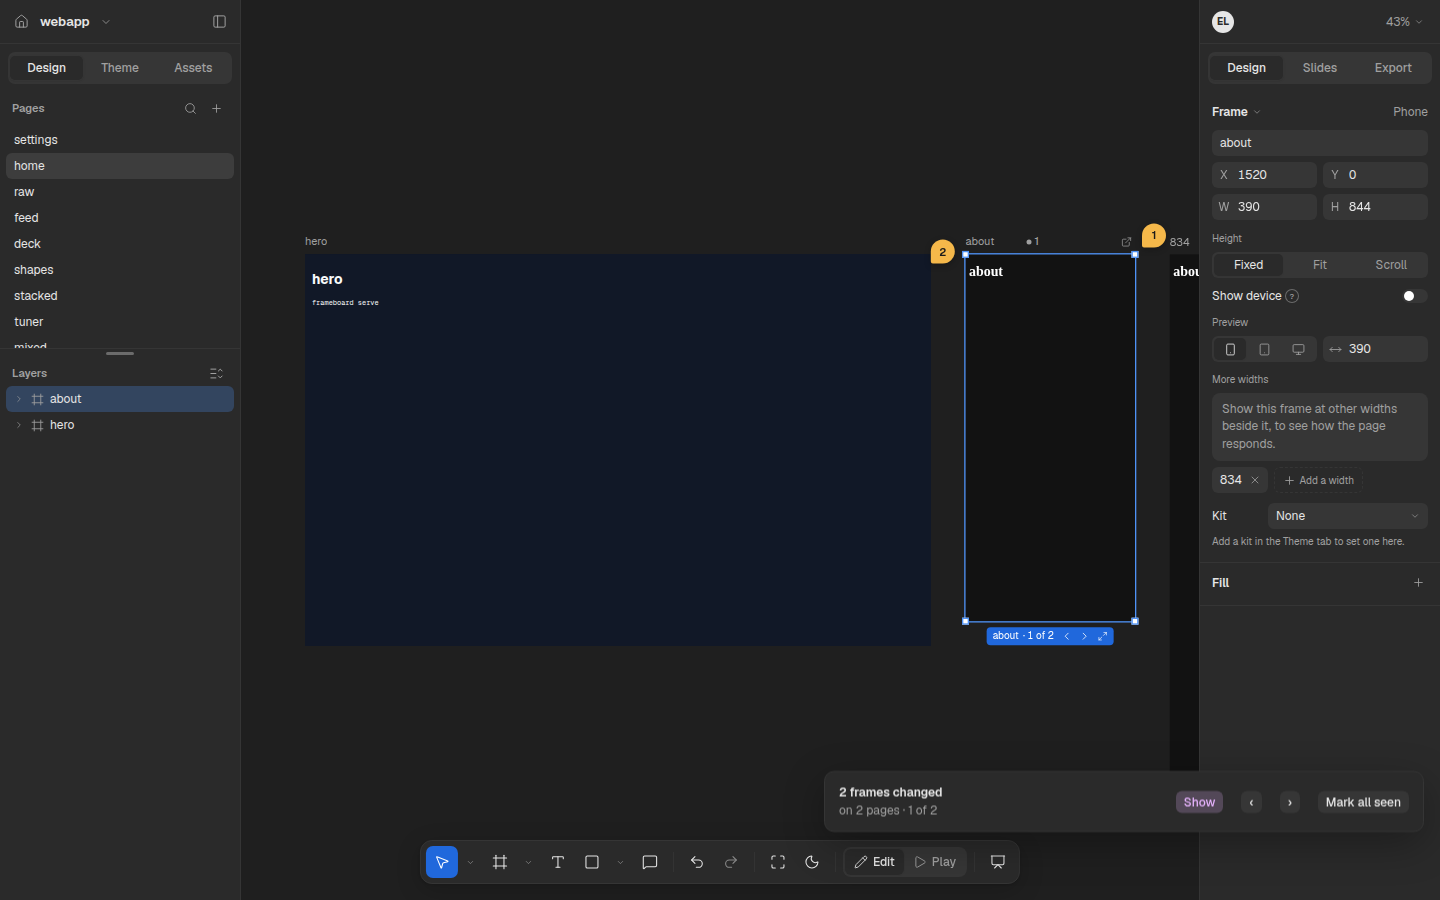 webapp
Design
Theme
Assets
Pages
settings
home
raw
feed
deck
shapes
stacked
tuner
mixed
Layers
about
hero
hero
hero
frameboard serve
2
about
1
1
834
about
abou
about · 1 of 2
2 frames changed
on 2 pages · 1 of 2
Show
Mark all seen
Edit
Play
EL
43%
Design
Slides
Export
Frame
Phone
about
X 1520
Y 0
W 390
H 844
Height
Fixed
Fit
Scroll
Show device ?
Preview
390
More widths
Show this frame at other widths
beside it, to see how the page
responds.
834
Add a width
Kit
None
Add a kit in the Theme tab to set one here.
Fill